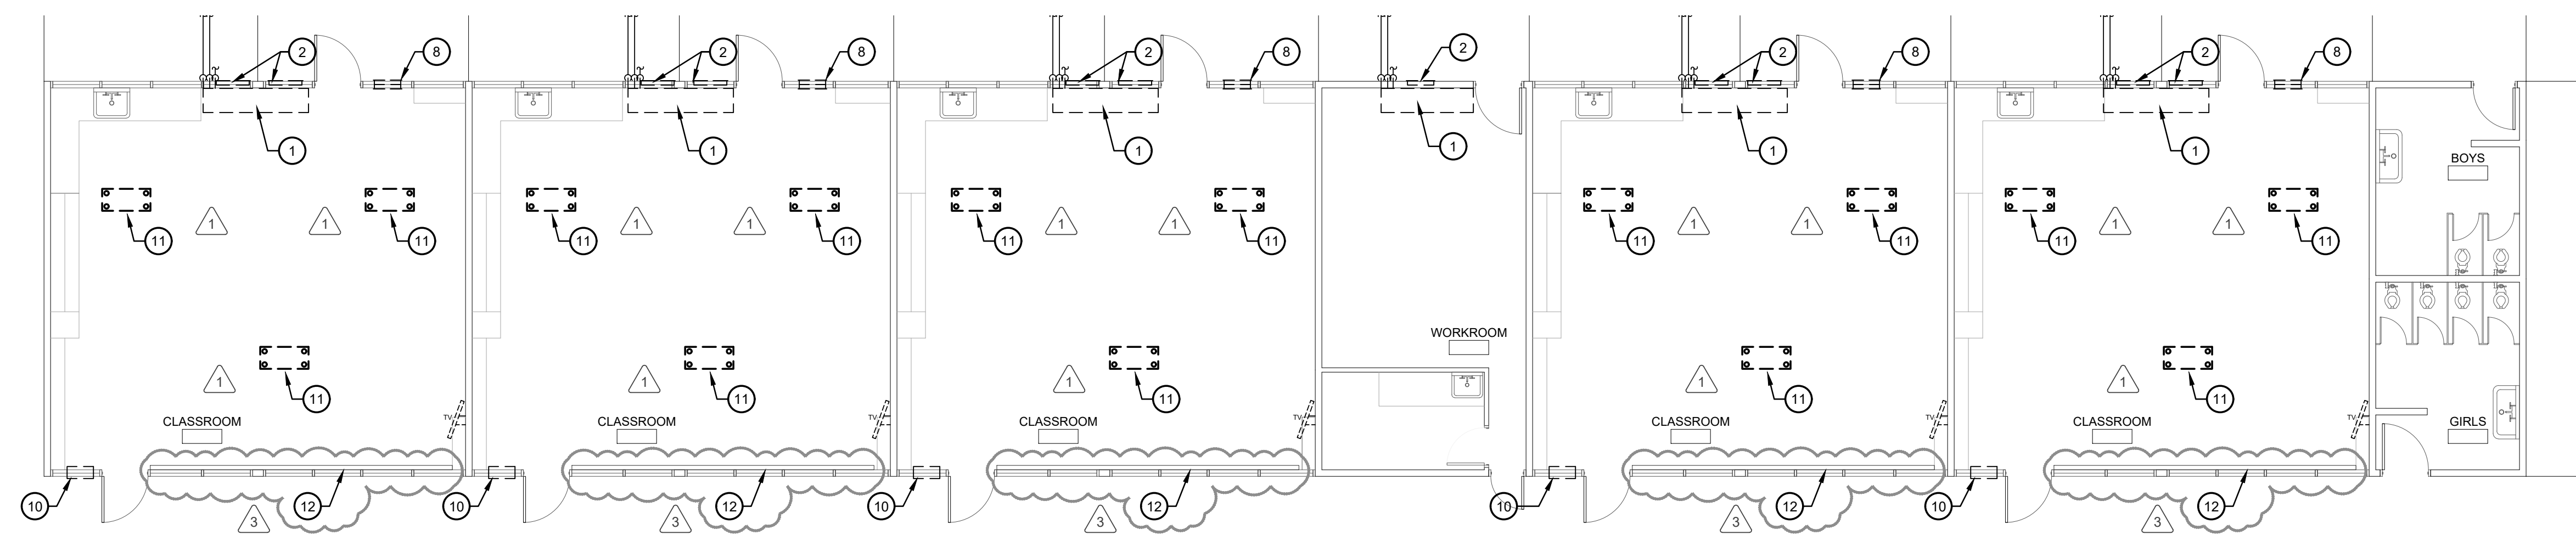 2 8 2 8 2 8 2 2 8 2 8
1 1 1 1 1 1
BOYS
1 1 1 1 1 1 1 1 1 1
11 11 11 11 11 11 11 11 11 11
WORKROOM
1 1 1 1 1
11 11 11 11 11
TV TV TV TV TV
CLASSROOM CLASSROOM CLASSROOM CLASSROOM CLASSROOM GIRLS
10 12 10 12 10 12 10 12 10 12
3 3 3 3 3